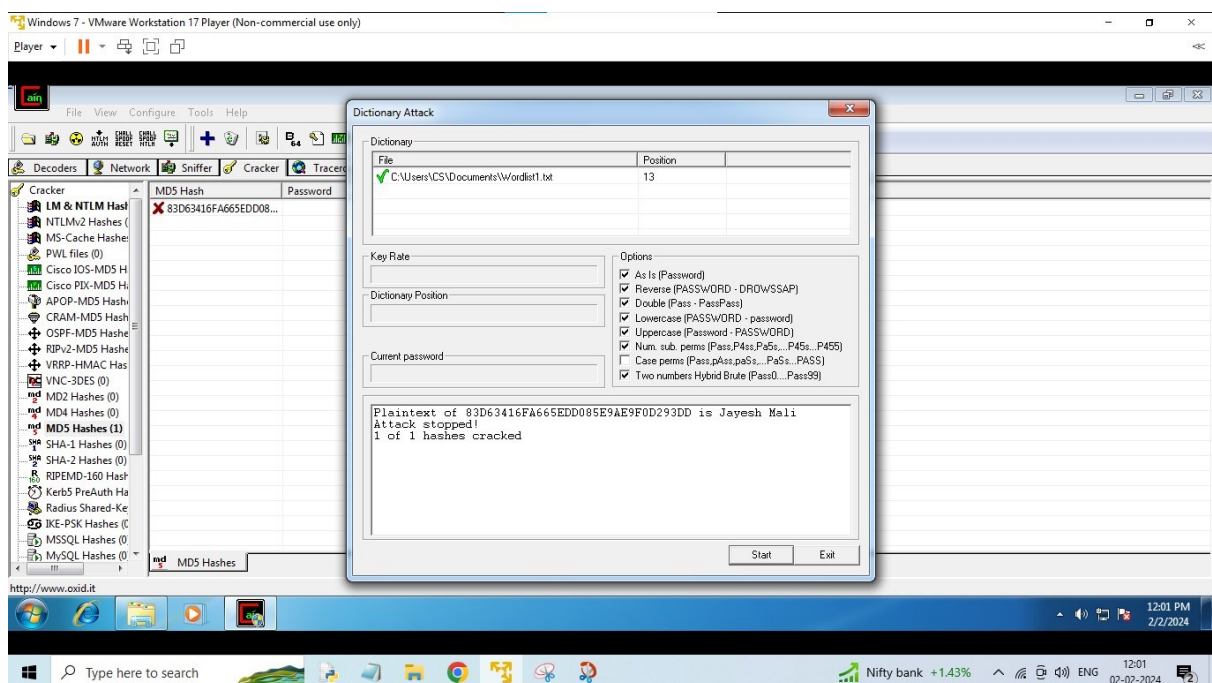 Windows 7 - VMware Workstation 17 Player (Non-commercial use only)
Player
File View Configure Tools Help
Decoders Network Sniffer Cracker
Cracker
LM & NTLM Hash
NTLMv2 Hashes (
MS-Cache Hashes
PWL files (0)
Cisco IOS-MD5 H
Cisco PIX-MD5 Ha
APOP-MD5 Hash
CRAM-MD5 Hash
OSPF-MD5 Hashe
RIPv2-MD5 Hashe
VRRP-HMAC Has
VNC-3DES (0)
MD2 Hashes (0)
MD4 Hashes (0)
MD5 Hashes (1)
SHA-1 Hashes (0)
SHA-2 Hashes (0)
RIPEMD-160 Hash
Kerb5 PreAuth Ha
Radius Shared-Ke
IKE-PSK Hashes (0
MSSQL Hashes (0
MySQL Hashes (0
MD5 Hash Password
83D63416FA665EDD08...
MD5 Hashes
Dictionary Attack
Dictionary
File Position
C:\Users\CS\Documents\Wordlist1.txt 13
Key Rate
Dictionary Position
Current password
Options
As Is (Password)
Reverse (PASSWORD - DROWSSAP)
Double (Pass - PassPass)
Lowercase (PASSWORD - password)
Uppercase (Password - PASSWORD)
Num. sub. perms (Pass,P4ss,Pa5s,...P45s...P455)
Case perms (Pass,pAss,paSs,...PaSs...PASS)
Two numbers Hybrid Brute (Pass0....Pass99)
Plaintext of 83D63416FA665EDD085E9AE9F0D293DD is Jayesh Mali
Attack stopped!
1 of 1 hashes cracked
Start Exit
http://www.oxid.it
12:01 PM
2/2/2024
Type here to search
Nifty bank +1.43%
ENG
12:01
02-02-2024